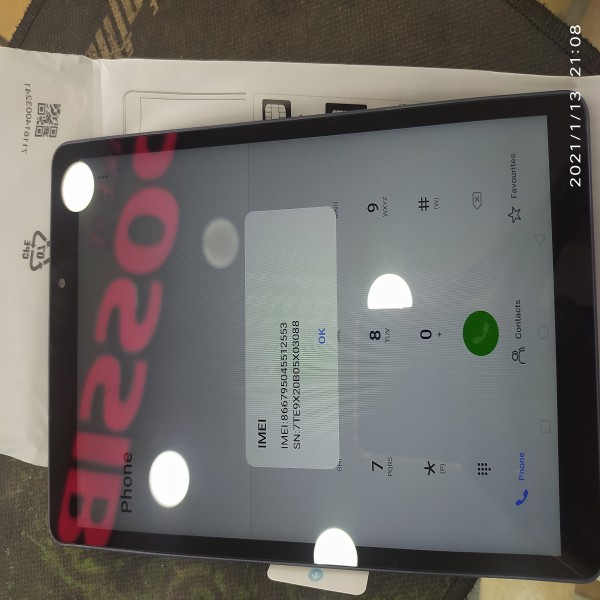 2021/1/13 21:08
Phone
IMEI
IMEI:866795045512553
SN:7TE9X20B05X03088
OK
7 PQRS
8 TUV
9 WXYZ
* (P)
0 +
# (W)
Phone
Contacts
Favourites